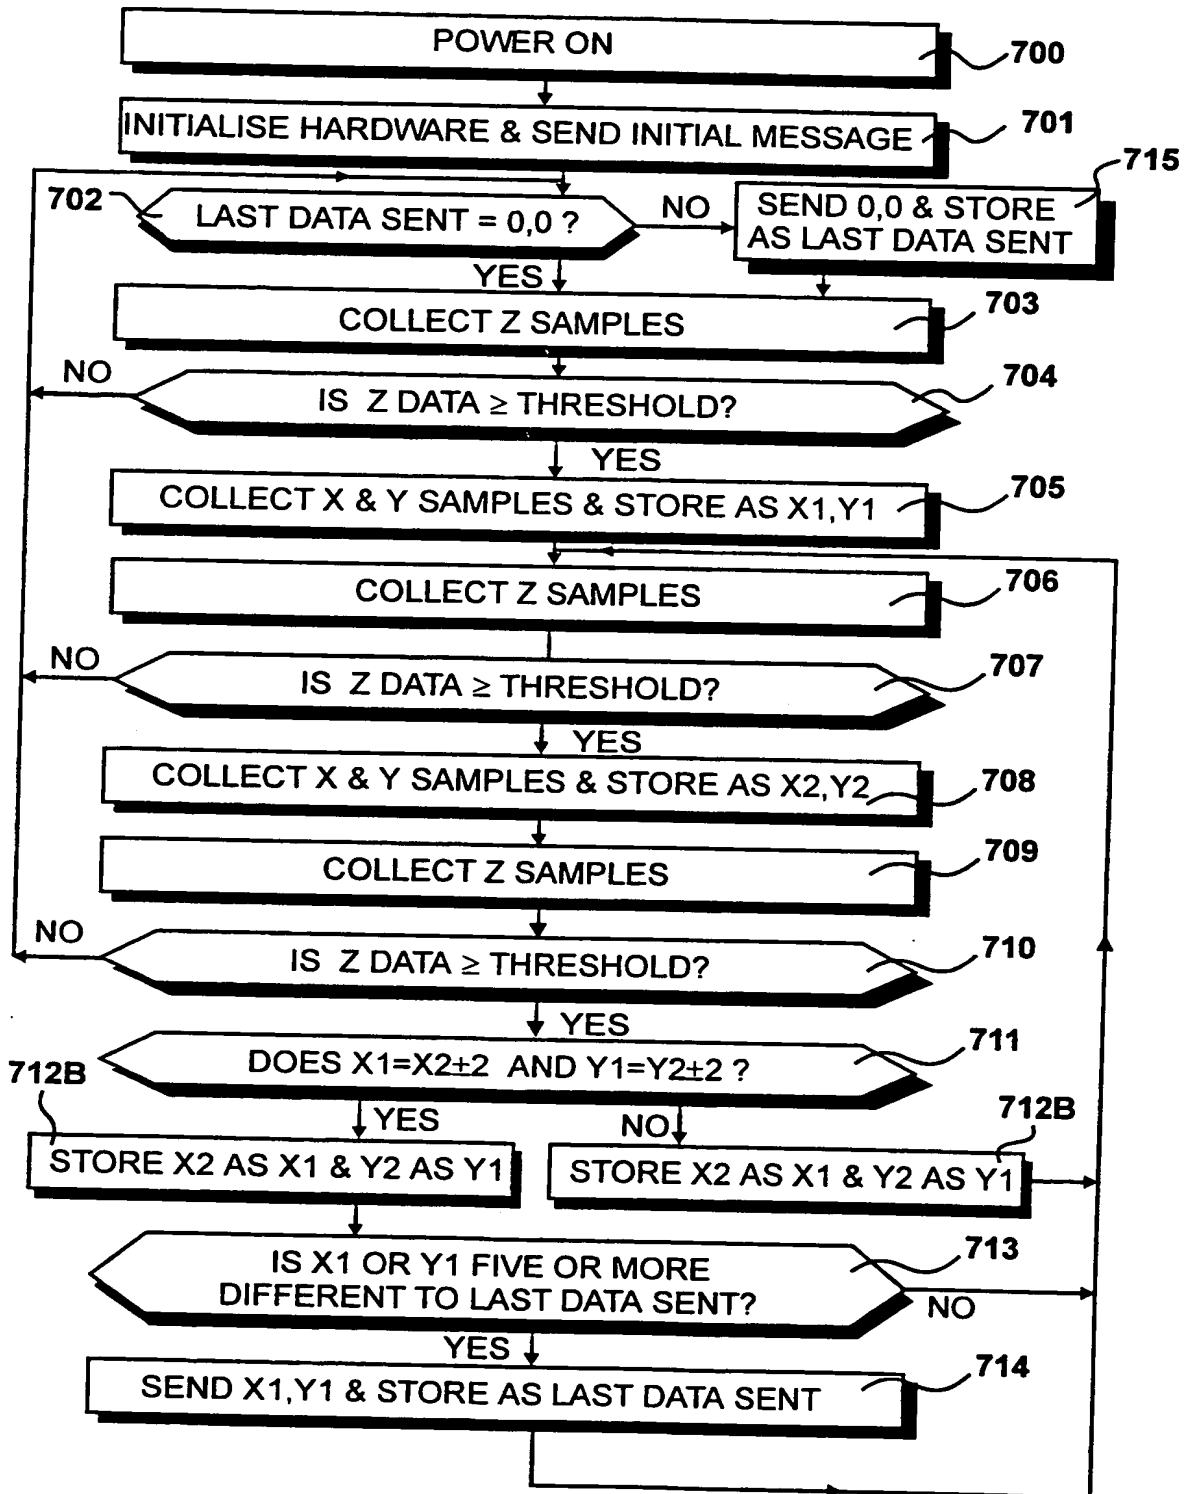 POWER ON
700
INITIALISE HARDWARE & SEND INITIAL MESSAGE
701
702
LAST DATA SENT = 0,0 ?
NO
SEND 0,0 & STORE
AS LAST DATA SENT
715
YES
COLLECT Z SAMPLES
703
NO
IS Z DATA ≥ THRESHOLD?
704
YES
COLLECT X & Y SAMPLES & STORE AS X1,Y1
705
COLLECT Z SAMPLES
706
NO
IS Z DATA ≥ THRESHOLD?
707
YES
COLLECT X & Y SAMPLES & STORE AS X2,Y2
708
COLLECT Z SAMPLES
709
NO
IS Z DATA ≥ THRESHOLD?
710
YES
DOES X1=X2±2 AND Y1=Y2±2 ?
711
712B
YES
NO
712B
STORE X2 AS X1 & Y2 AS Y1
STORE X2 AS X1 & Y2 AS Y1
IS X1 OR Y1 FIVE OR MORE
DIFFERENT TO LAST DATA SENT?
713
NO
YES
SEND X1,Y1 & STORE AS LAST DATA SENT
714